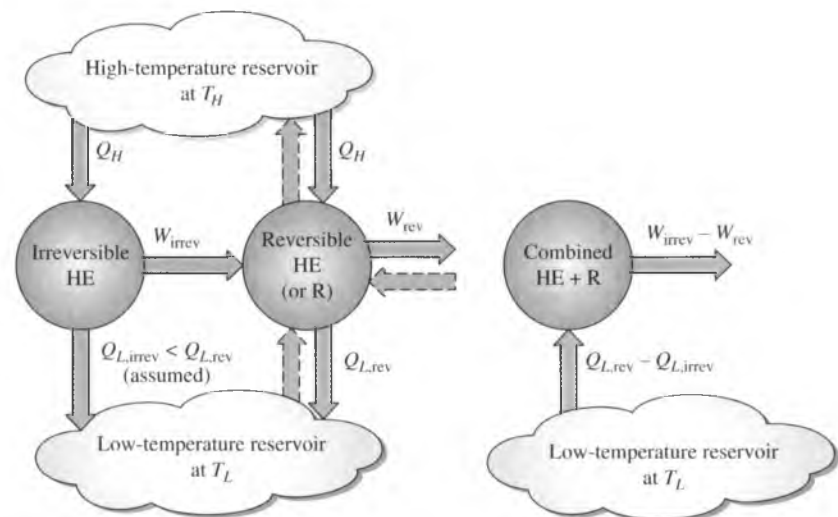 High-temperature reservoir
at T_H
Q_H
Q_H
Irreversible
HE
W_irrev
Reversible
HE
(or R)
W_rev
Combined
HE + R
W_irrev − W_rev
Q_L,irrev < Q_L,rev
(assumed)
Q_L,rev
Q_L,rev − Q_L,irrev
Low-temperature reservoir
at T_L
Low-temperature reservoir
at T_L